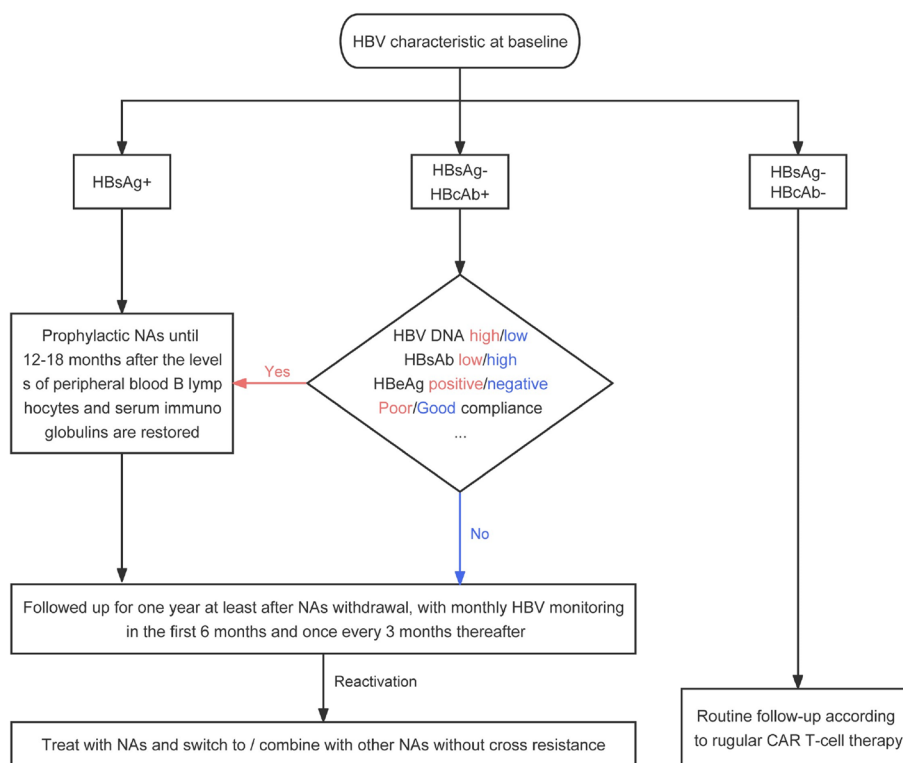 HBV characteristic at baseline
HBsAg+
HBsAg-
HBcAb+
HBsAg-
HBcAb-
Prophylactic NAs until
12-18 months after the level
s of peripheral blood B lymp
hocytes and serum immuno
globulins are restored
Yes
HBV DNA high/low
HBsAb low/high
HBeAg positive/negative
Poor/Good compliance
...
No
Followed up for one year at least after NAs withdrawal, with monthly HBV monitoring
in the first 6 months and once every 3 months thereafter
Reactivation
Treat with NAs and switch to / combine with other NAs without cross resistance
Routine follow-up according
to rugular CAR T-cell therapy